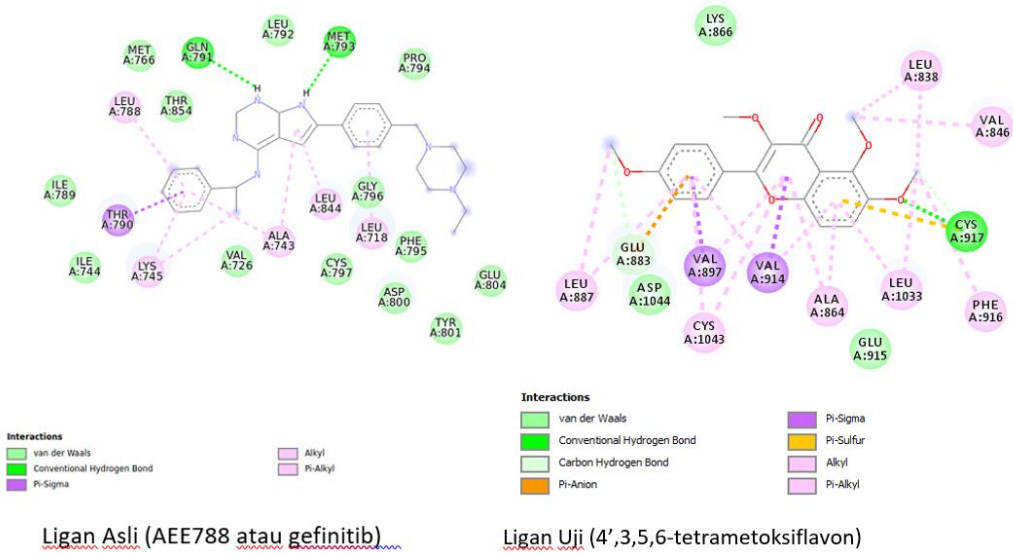 LEU
A:792
GLN
A:791
MET
A:793
MET
A:766
PRO
A:794
LEU
A:788
THR
A:854
H
H
N
N
N
N
N
N
ILE
A:789
THR
A:790
GLY
A:796
LEU
A:844
LEU
A:718
ALA
A:743
PHE
A:795
ILE
A:744
LYS
A:745
VAL
A:726
CYS
A:797
GLU
A:804
ASP
A:800
TYR
A:801
Interactions
van der Waals
Conventional Hydrogen Bond
Pi-Sigma
Alkyl
Pi-Alkyl
Ligan Asli (AEE788 atau gefinitib)
LYS
A:866
LEU
A:838
VAL
A:846
O
O
O
O
O
O
CYS
A:917
GLU
A:883
VAL
A:897
VAL
A:914
LEU
A:887
ASP
A:1044
ALA
A:864
LEU
A:1033
PHE
A:916
CYS
A:1043
GLU
A:915
Interactions
van der Waals
Conventional Hydrogen Bond
Carbon Hydrogen Bond
Pi-Anion
Pi-Sigma
Pi-Sulfur
Alkyl
Pi-Alkyl
Ligan Uji (4’,3,5,6-tetrametoksiflavon)